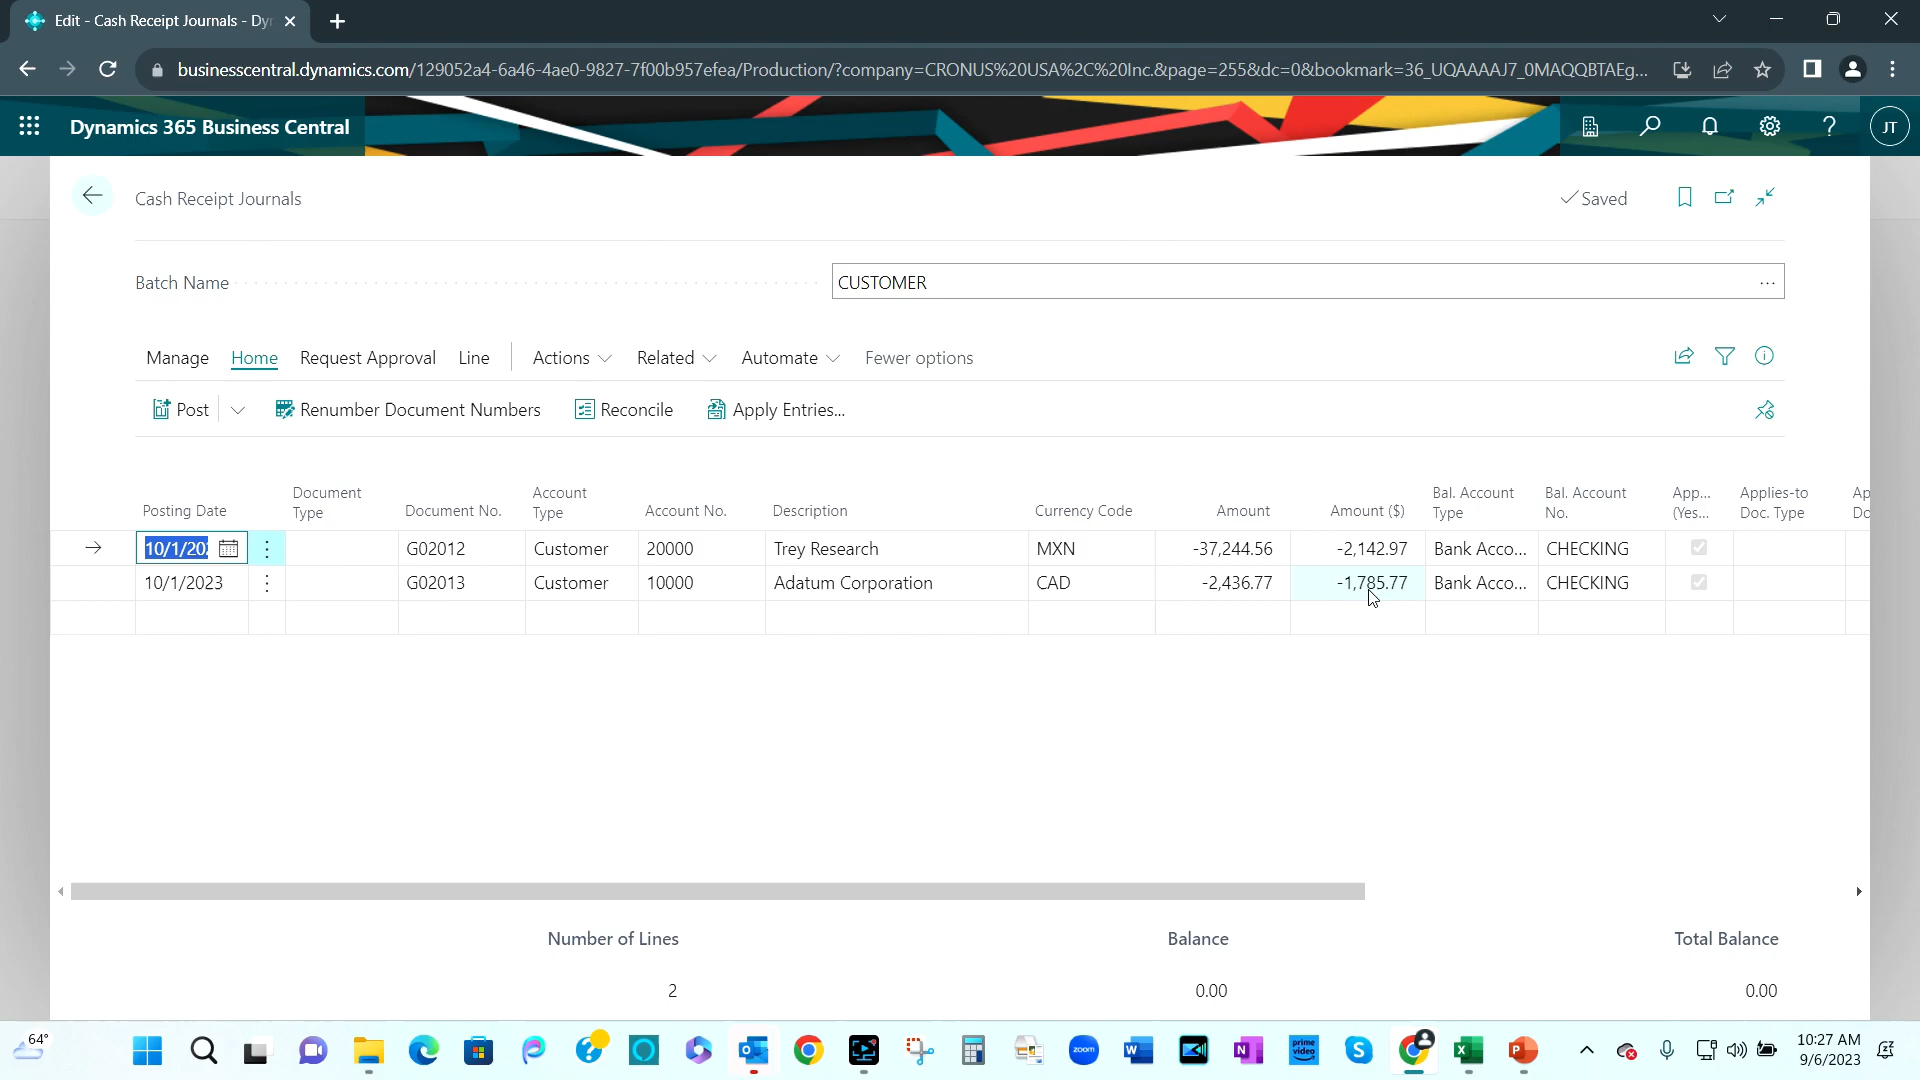 Edit - Cash Receipt Journals - Dyn
businesscentral.dynamics.com/129052a4-6a46-4ae0-9827-7f00b957efea/Production/?company=CRONUS%20USA%2C%20Inc.&page=255&dc=0&bookmark=36_UQAAAAJ7_0MAQQBTAEg...
Dynamics 365 Business Central
JT
Cash Receipt Journals
Saved
Batch Name
CUSTOMER
Manage Home Request Approval Line Actions Related Automate Fewer options
Post Renumber Document Numbers Reconcile Apply Entries...
Posting Date Document Type Document No. Account Type Account No. Description Currency Code Amount Amount ($) Bal. Account Type Bal. Account No. App... (Yes... Applies-to Doc. Type Ap Do
10/1/202 G02012 Customer 20000 Trey Research MXN -37,244.56 -2,142.97 Bank Acco... CHECKING
10/1/2023 G02013 Customer 10000 Adatum Corporation CAD -2,436.77 -1,785.77 Bank Acco... CHECKING
Number of Lines Balance Total Balance
2 0.00 0.00
64°
zoom
prime video
10:27 AM
9/6/2023